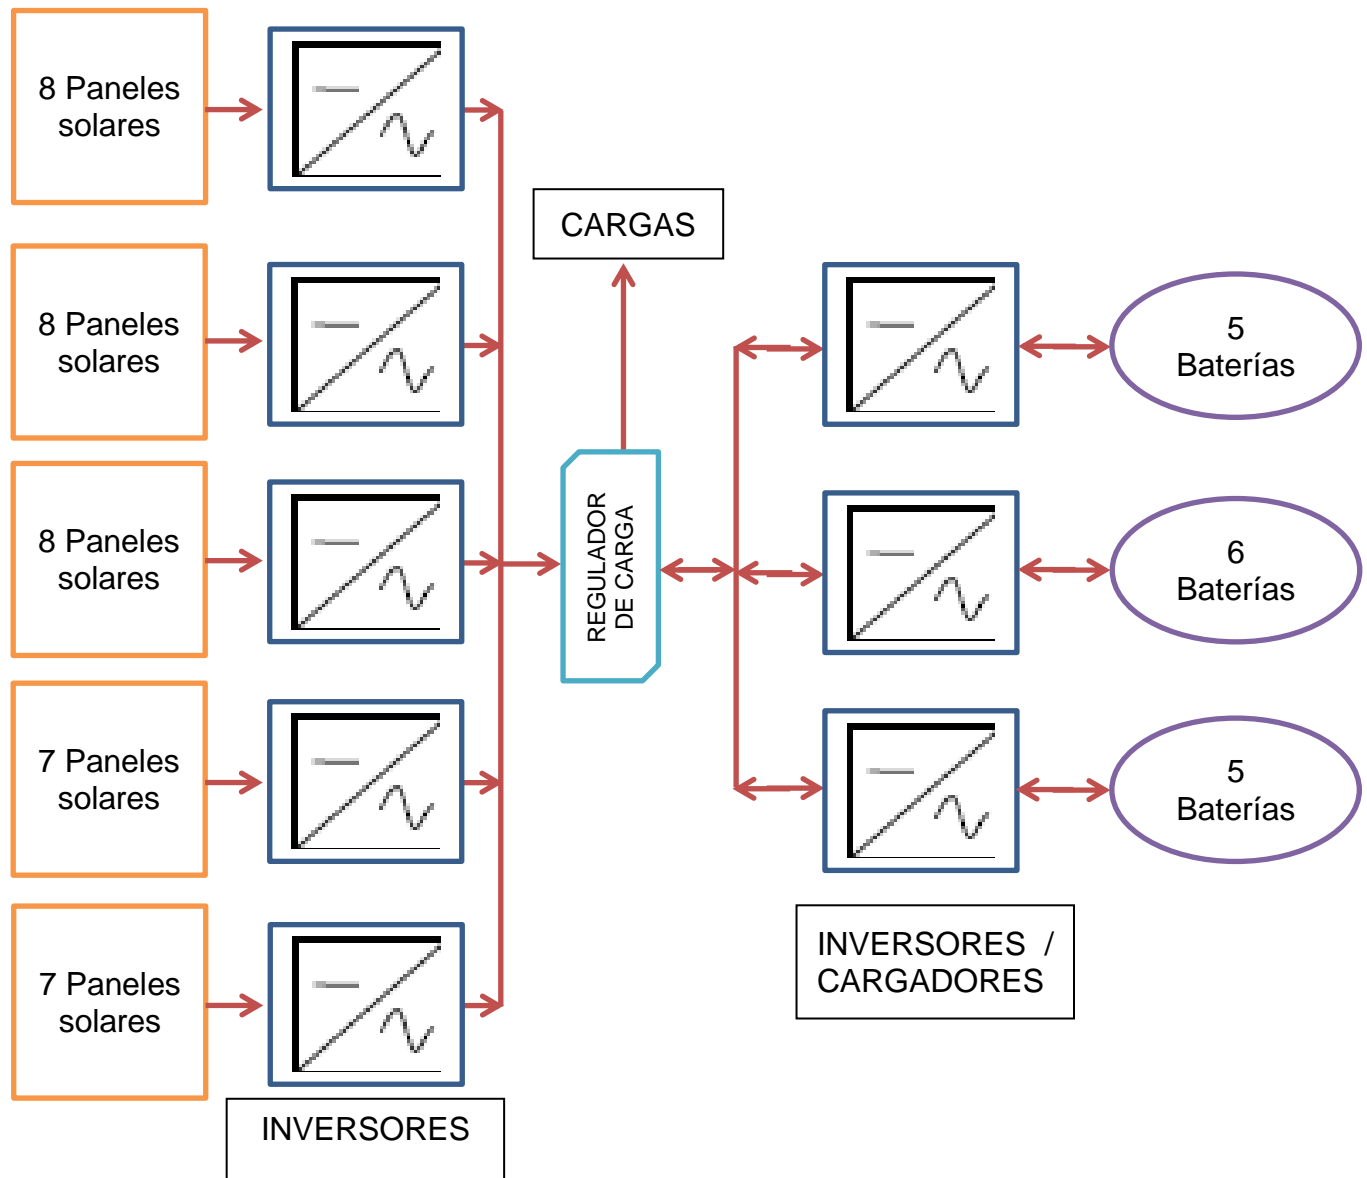 8 Paneles
solares
8 Paneles
solares
8 Paneles
solares
7 Paneles
solares
7 Paneles
solares
INVERSORES
CARGAS
REGULADOR
DE CARGA
5
Baterías
6
Baterías
5
Baterías
INVERSORES /
CARGADORES